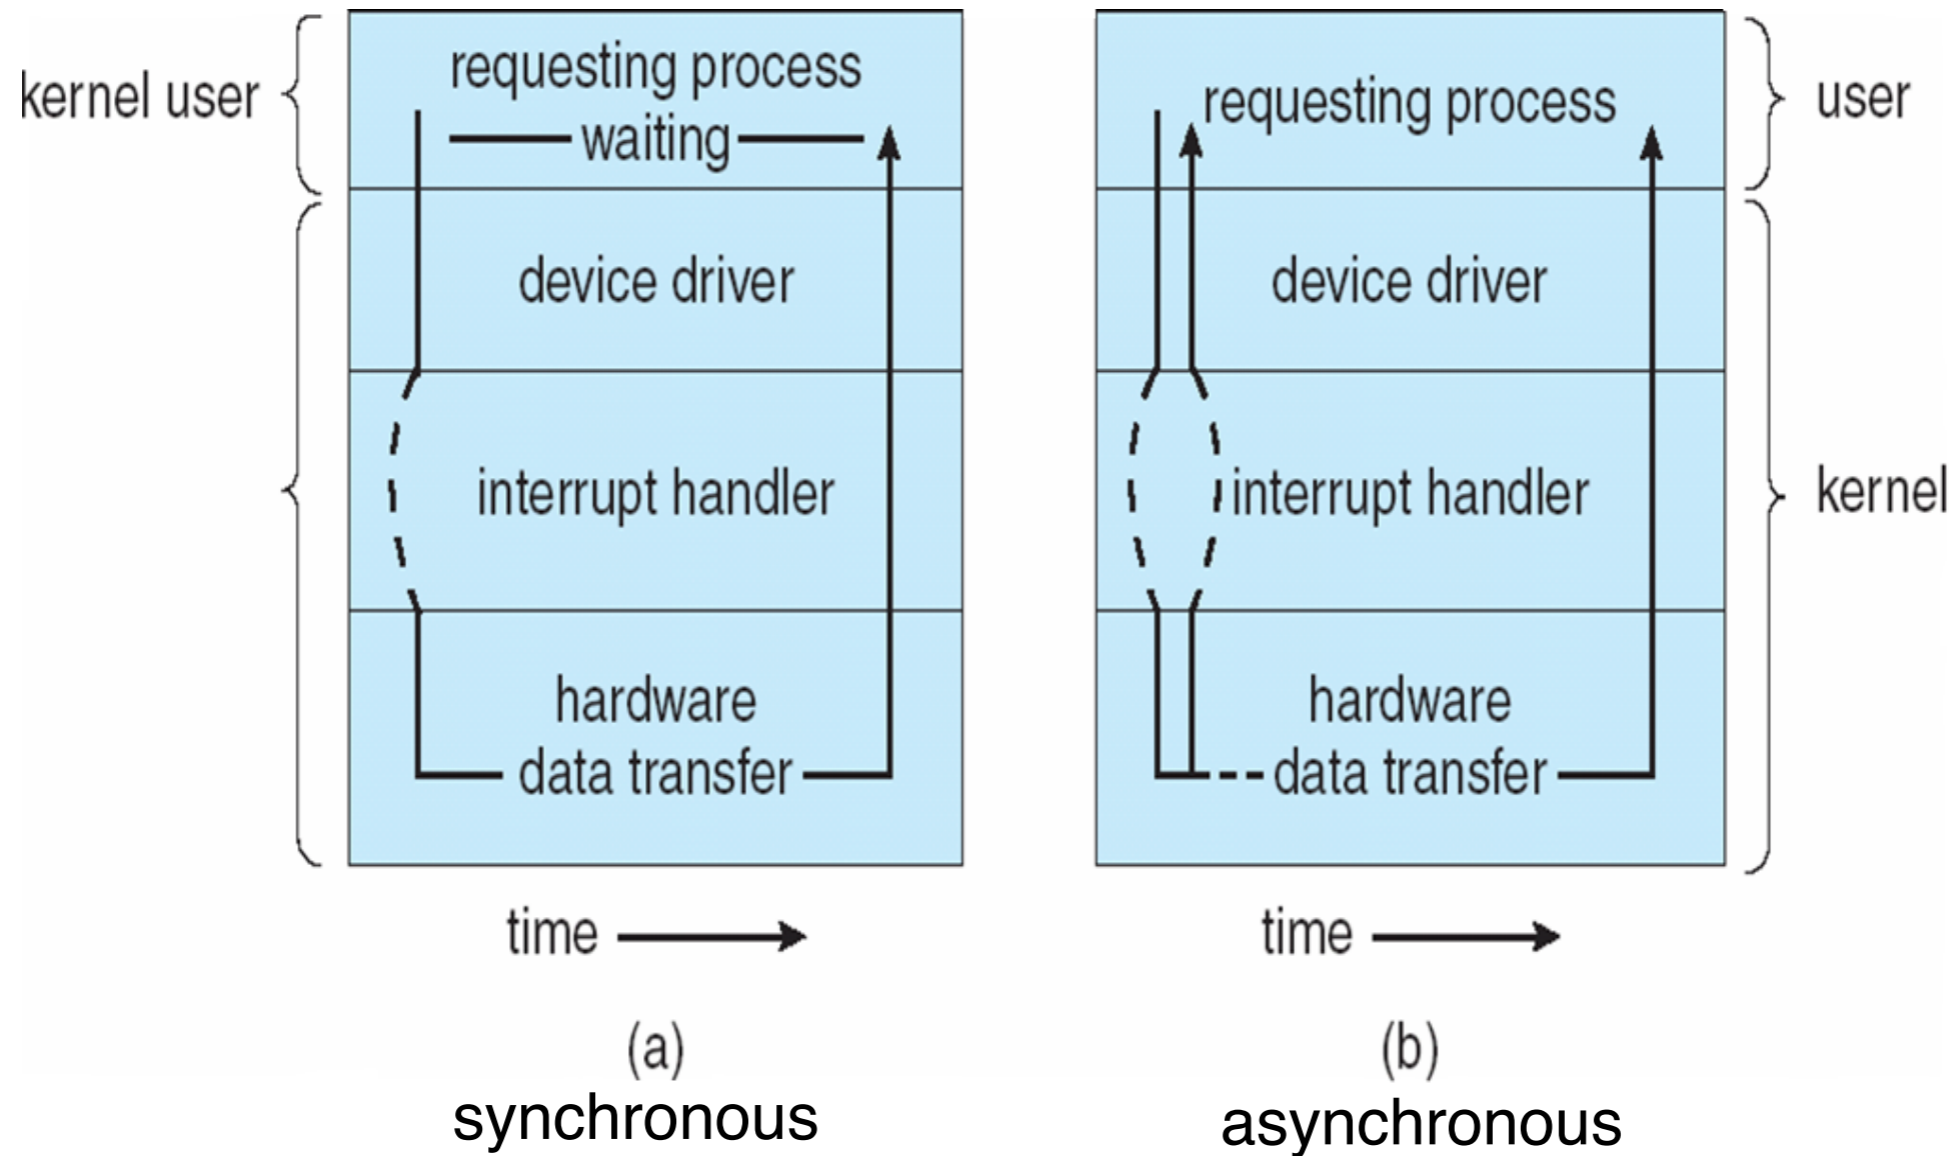 kernel user
requesting process
waiting
device driver
interrupt handler
hardware
data transfer
time
(a)
synchronous
requesting process
user
device driver
interrupt handler
kernel
hardware
data transfer
time
(b)
asynchronous